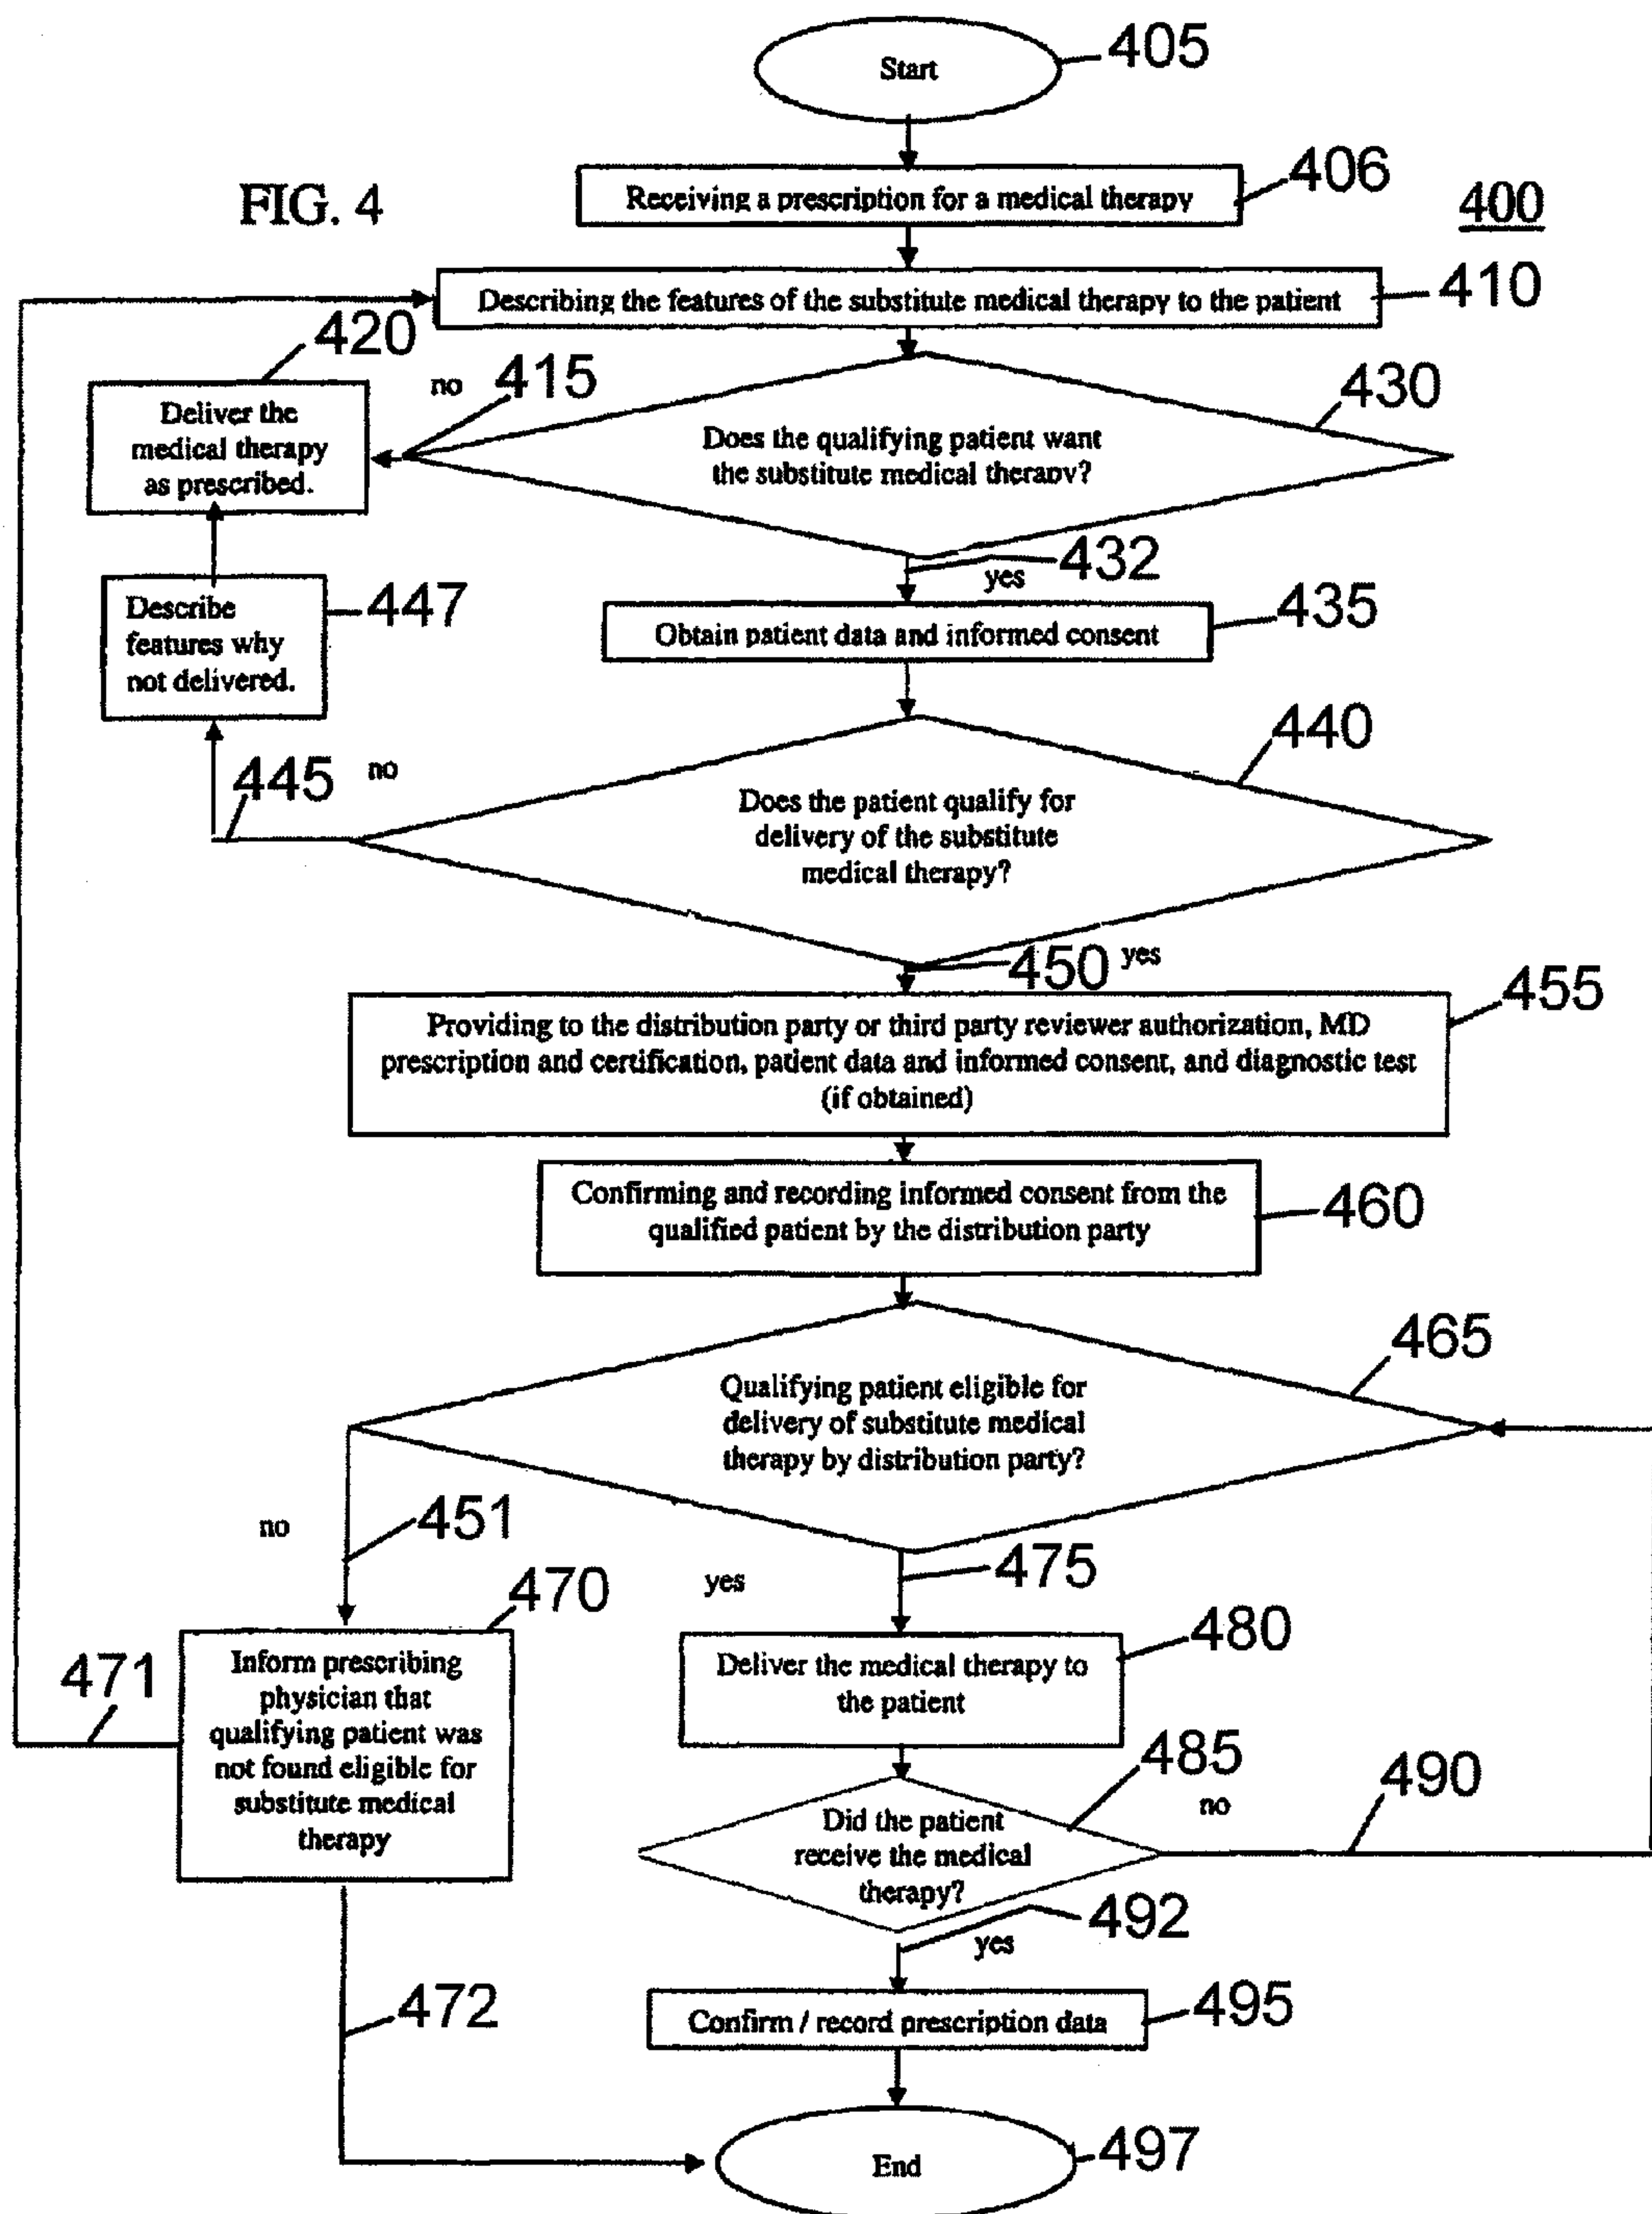 Start
405
FIG. 4
Receiving a prescription for a medical therapy
406
400
Describing the features of the substitute medical therapy to the patient
410
420
no
415
Deliver the
medical therapy
as prescribed.
430
Does the qualifying patient want
the substitute medical therapy?
432
yes
Describe
features why
not delivered.
447
Obtain patient data and informed consent
435
440
445
no
Does the patient qualify for
delivery of the substitute
medical therapy?
450
yes
455
Providing to the distribution party or third party reviewer authorization, MD
prescription and certification, patient data and informed consent, and diagnostic test
(if obtained)
Confirming and recording informed consent from the
qualified patient by the distribution party
460
465
Qualifying patient eligible for
delivery of substitute medical
therapy by distribution party?
no
451
yes
475
470
471
Inform prescribing
physician that
qualifying patient was
not found eligible for
substitute medical
therapy
480
Deliver the medical therapy to
the patient
485
no
490
Did the patient
receive the medical
therapy?
492
yes
472
Confirm / record prescription data
495
End
497